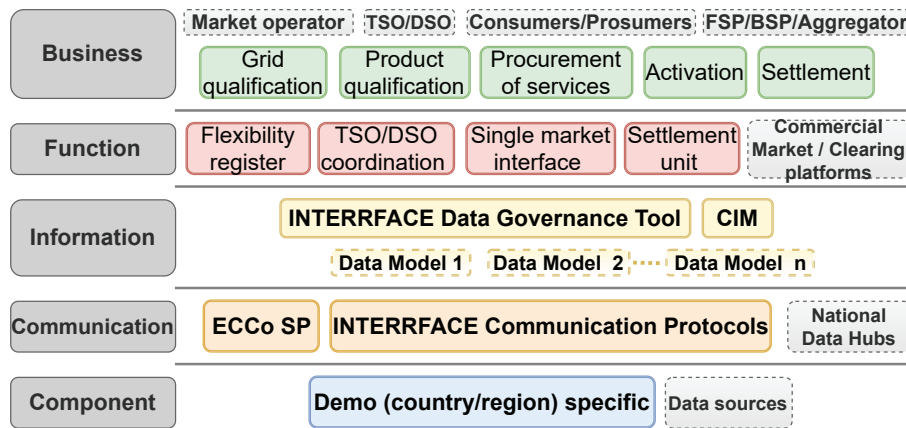 Market operator TSO/DSO Consumers/Prosumers FSP/BSP/Aggregator
Business
Grid qualification
Product qualification
Procurement of services
Activation
Settlement
Function
Flexibility register
TSO/DSO coordination
Single market interface
Settlement unit
Commercial Market / Clearing platforms
Information
INTERRFACE Data Governance Tool
CIM
Data Model 1
Data Model 2
Data Model n
Communication
ECCo SP
INTERRFACE Communication Protocols
National Data Hubs
Component
Demo (country/region) specific
Data sources